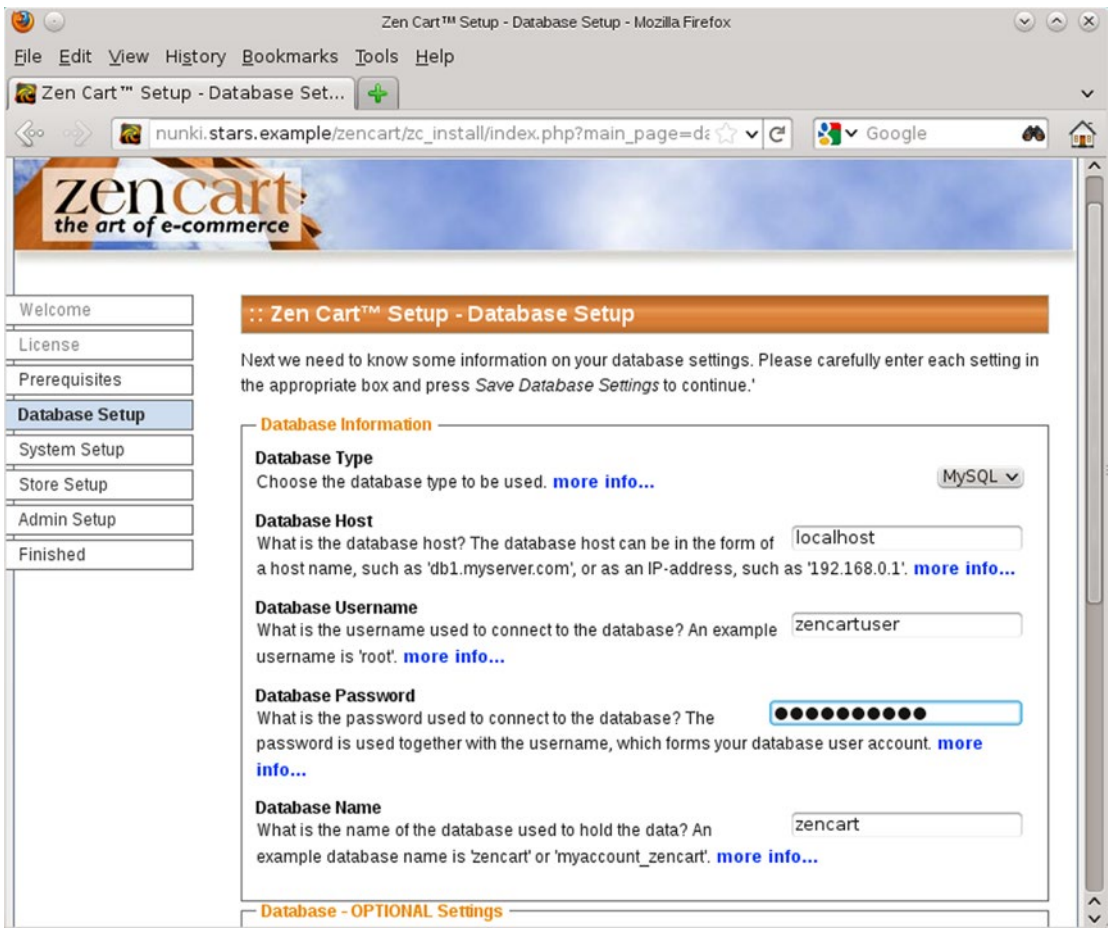 Zen Cart™ Setup - Database Setup - Mozilla Firefox
File Edit View History Bookmarks Tools Help
Zen Cart™ Setup - Database Set...
nunki.stars.example/zencart/zc_install/index.php?main_page=da
Google
zen cart
the art of e-commerce
Welcome
License
Prerequisites
Database Setup
System Setup
Store Setup
Admin Setup
Finished
:: Zen Cart™ Setup - Database Setup
Next we need to know some information on your database settings. Please carefully enter each setting in
the appropriate box and press Save Database Settings to continue.'
Database Information
Database Type
Choose the database type to be used. more info...
MySQL
Database Host
What is the database host? The database host can be in the form of
localhost
a host name, such as 'db1.myserver.com', or as an IP-address, such as '192.168.0.1'. more info...
Database Username
What is the username used to connect to the database? An example
zencartuser
username is 'root'. more info...
Database Password
What is the password used to connect to the database? The
●●●●●●●●●●
password is used together with the username, which forms your database user account. more
info...
Database Name
What is the name of the database used to hold the data? An
zencart
example database name is 'zencart' or 'myaccount_zencart'. more info...
Database - OPTIONAL Settings